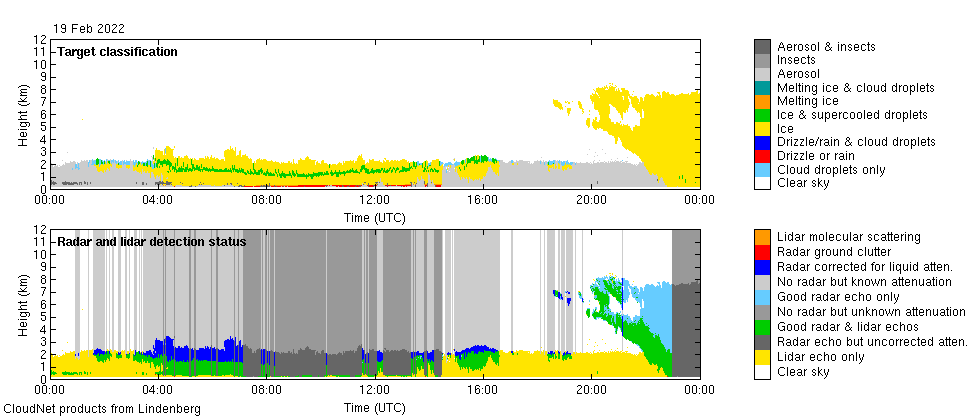 19 Feb 2022
Target classification
Height (km)
12
11
10
9
8
7
6
5
4
3
2
1
0
00:00 04:00 08:00 12:00 16:00 20:00 00:00
Time (UTC)
Aerosol & insects
Insects
Aerosol
Melting ice & cloud droplets
Melting ice
Ice & supercooled droplets
Ice
Drizzle/rain & cloud droplets
Drizzle or rain
Cloud droplets only
Clear sky
Radar and lidar detection status
Height (km)
12
11
10
9
8
7
6
5
4
3
2
1
0
00:00 04:00 08:00 12:00 16:00 20:00 00:00
Time (UTC)
Lidar molecular scattering
Radar ground clutter
Radar corrected for liquid atten.
No radar but known attenuation
Good radar echo only
No radar but unknown attenuation
Good radar & lidar echos
Radar echo but uncorrected atten.
Lidar echo only
Clear sky
CloudNet products from Lindenberg